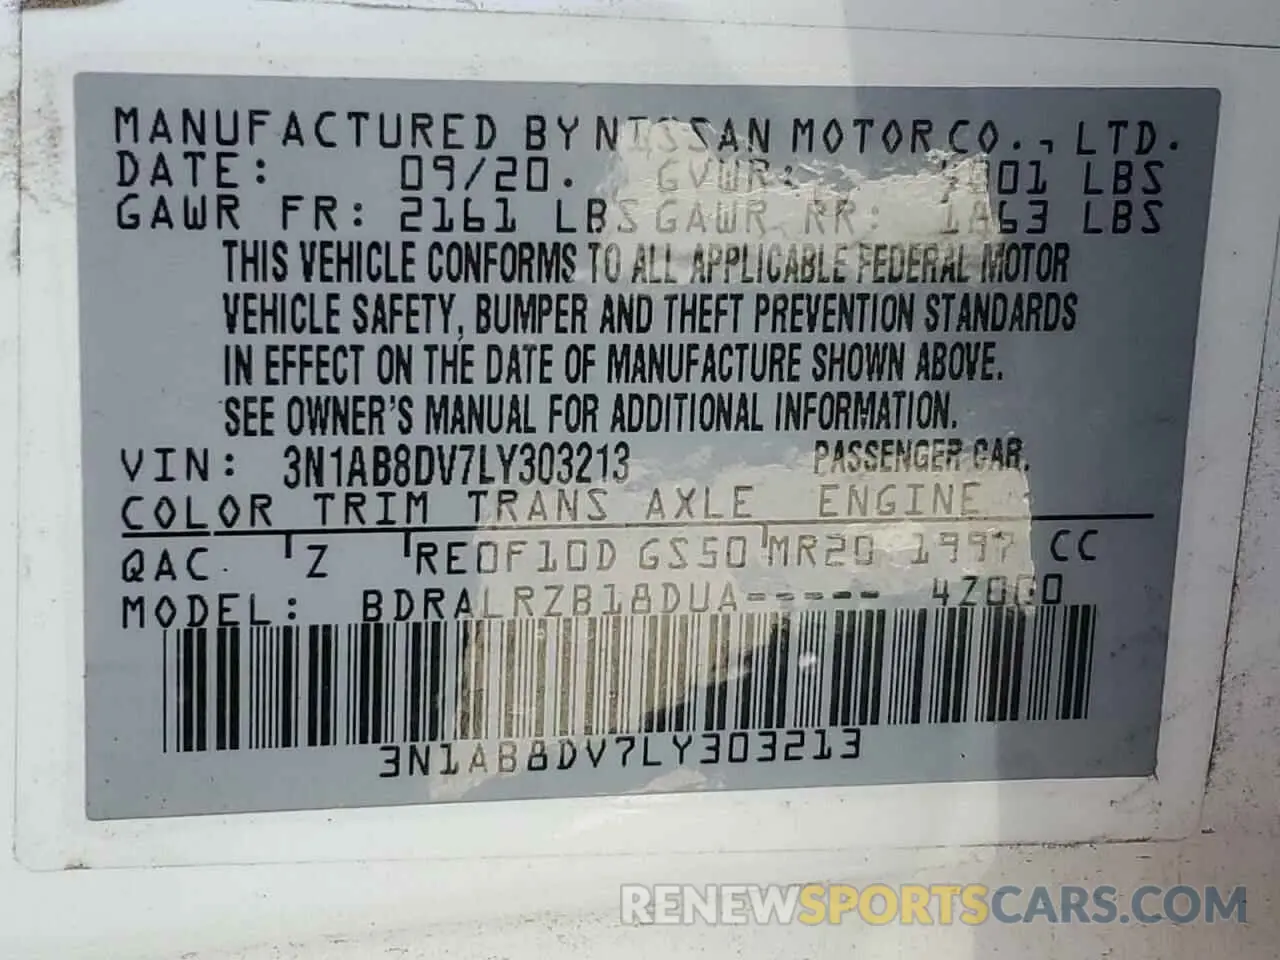 MANUFACTURED BY NISSAN MOTOR CO., LTD.
DATE: 09/20. GVWR: LBS
GAWR FR: 2161 LBS GAWR RR: 1863 LBS
THIS VEHICLE CONFORMS TO ALL APPLICABLE FEDERAL MOTOR
VEHICLE SAFETY, BUMPER AND THEFT PREVENTION STANDARDS
IN EFFECT ON THE DATE OF MANUFACTURE SHOWN ABOVE.
SEE OWNER'S MANUAL FOR ADDITIONAL INFORMATION.
VIN: 3N1AB8DV7LY303213 PASSENGER CAR.
COLOR TRIM TRANS AXLE ENGINE
QAC Z RE0F10D GS50 MR20 1997 CC
MODEL: BDRALRZB18DUA-----
3N1AB8DV7LY303213
RENEWSPORTSCARS.COM